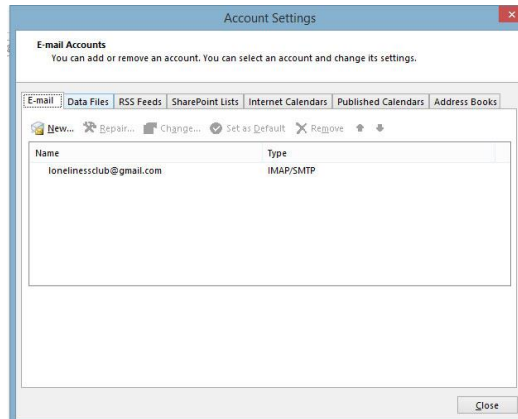 Account Settings
E-mail Accounts
You can add or remove an account. You can select an account and change its settings.
E-mail Data Files RSS Feeds SharePoint Lists Internet Calendars Published Calendars Address Books
New... Repair... Change... Set as Default Remove
Name Type
lonelinessclub@gmail.com IMAP/SMTP
Close